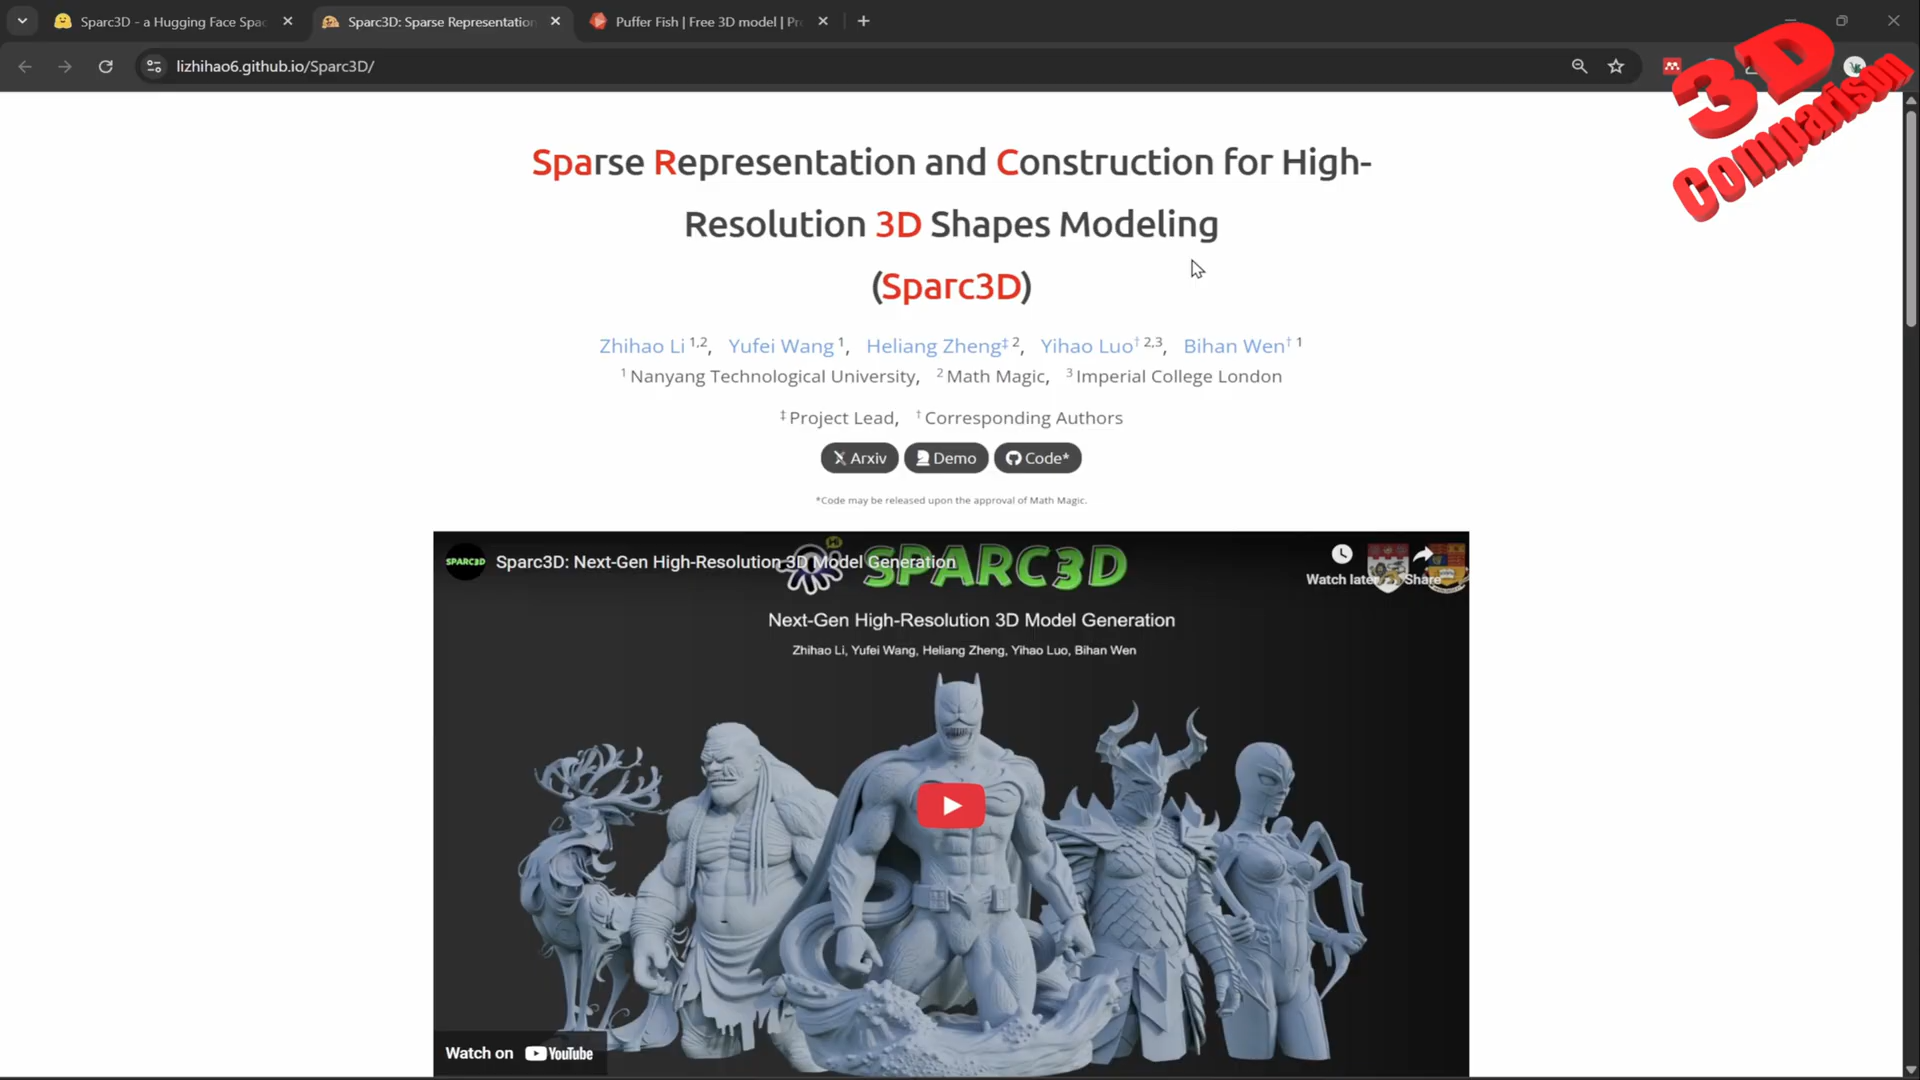 Sparc3D - a Hugging Face Spac
Sparc3D: Sparse Representation
Puffer Fish | Free 3D model | Pr
lizhihao6.github.io/Sparc3D/
3D
Comparison
Sparse Representation and Construction for High-
Resolution 3D Shapes Modeling
(Sparc3D)
Zhihao Li 1,2, Yufei Wang 1, Heliang Zheng‡ 2, Yihao Luo† 2,3, Bihan Wen† 1
1 Nanyang Technological University, 2 Math Magic, 3 Imperial College London
‡ Project Lead, † Corresponding Authors
Arxiv Demo Code*
*Code may be released upon the approval of Math Magic.
SPARC3D
Sparc3D: Next-Gen High-Resolution 3D Model Generation
Hi
SPARC3D
Watch later
Share
Next-Gen High-Resolution 3D Model Generation
Zhihao Li, Yufei Wang, Heliang Zheng, Yihao Luo, Bihan Wen
Watch on YouTube